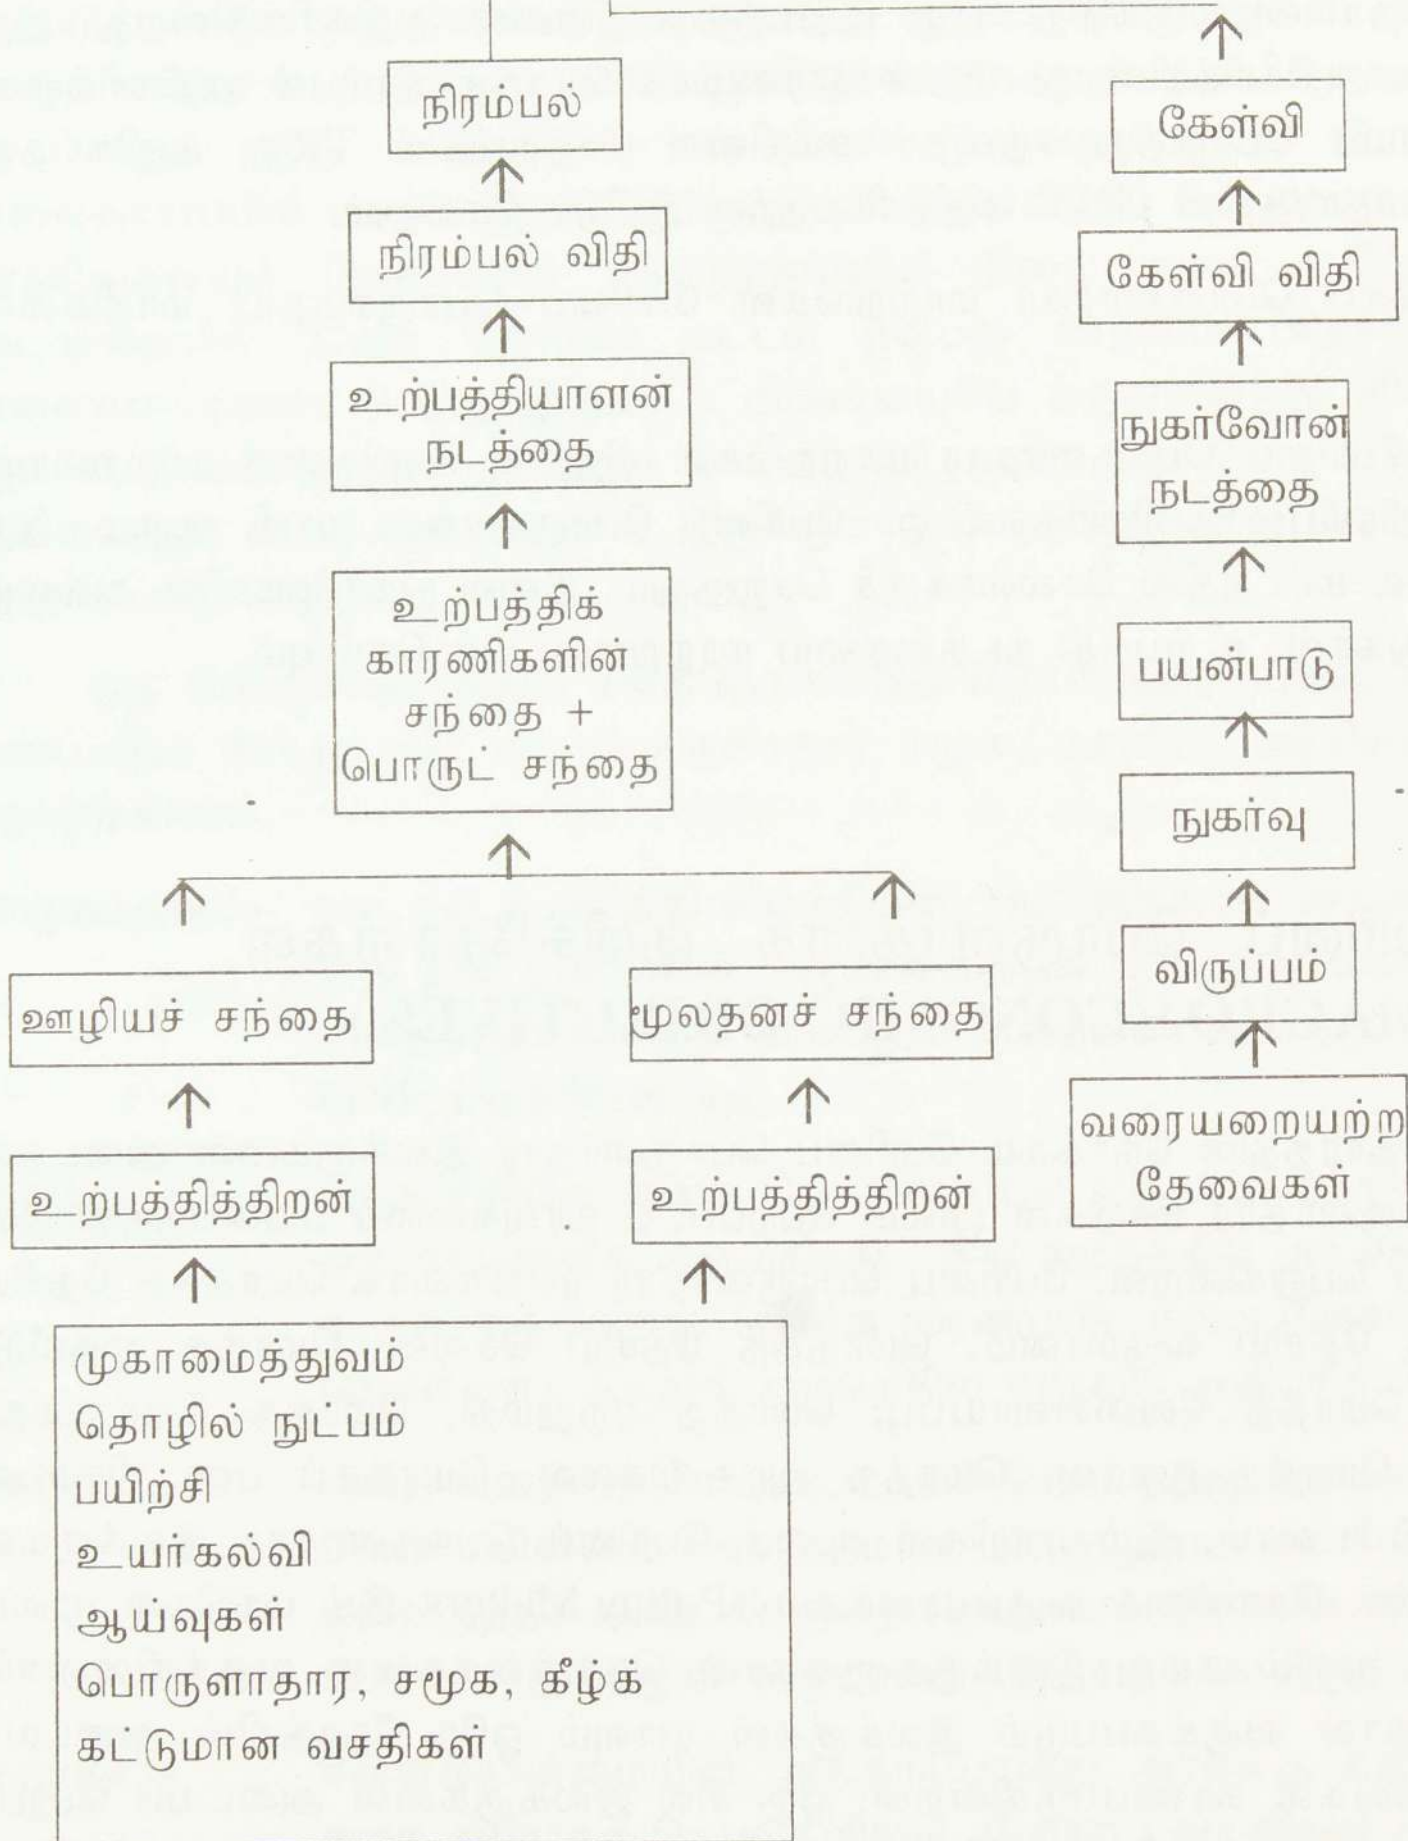 நிரம்பல்
நிரம்பல் விதி
உற்பத்தியாளன்
நடத்தை
உற்பத்திக்
காரணிகளின்
சந்தை +
பொருட் சந்தை
ஊழியச் சந்தை
மூலதனச் சந்தை
உற்பத்தித்திறன்
உற்பத்தித்திறன்
முகாமைத்துவம்
தொழில் நுட்பம்
பயிற்சி
உயர்கல்வி
ஆய்வுகள்
பொருளாதார, சமூக, கீழ்க்
கட்டுமான வசதிகள்
கேள்வி
கேள்வி விதி
நுகர்வோன்
நடத்தை
பயன்பாடு
நுகர்வு
விருப்பம்
வரையறையற்ற
தேவைகள்